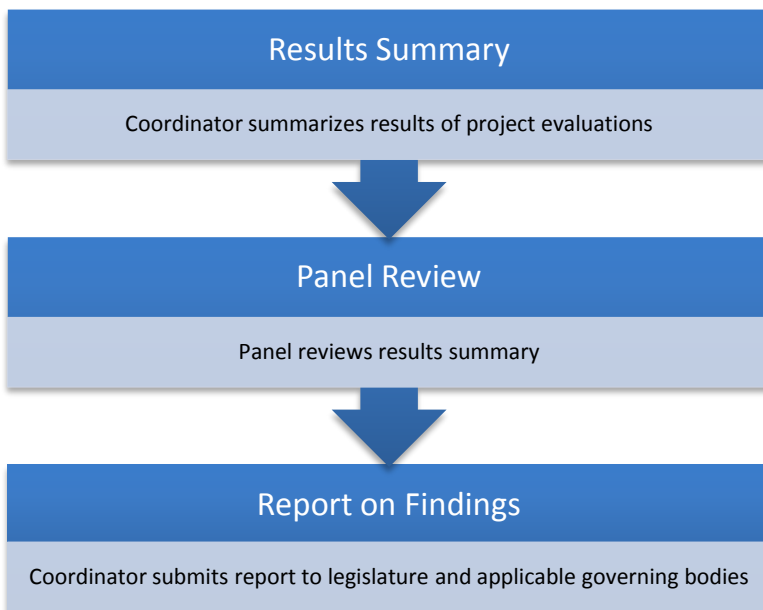 Results Summary
Coordinator summarizes results of project evaluations
Panel Review
Panel reviews results summary
Report on Findings
Coordinator submits report to legislature and applicable governing bodies